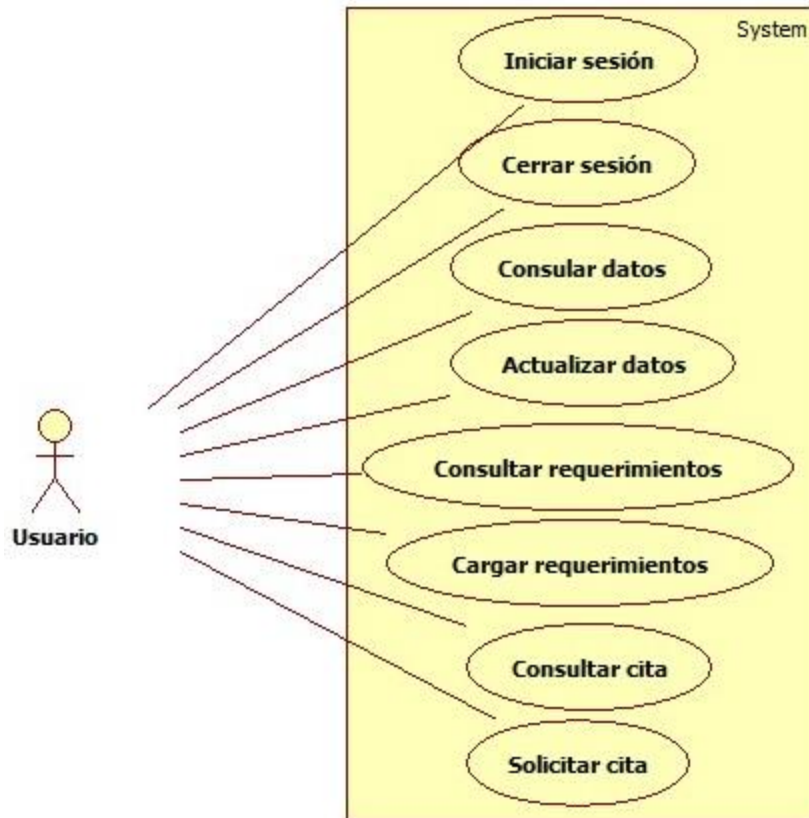 System
Iniciar sesión
Cerrar sesión
Consular datos
Actualizar datos
Consultar requerimientos
Cargar requerimientos
Consultar cita
Solicitar cita
Usuario